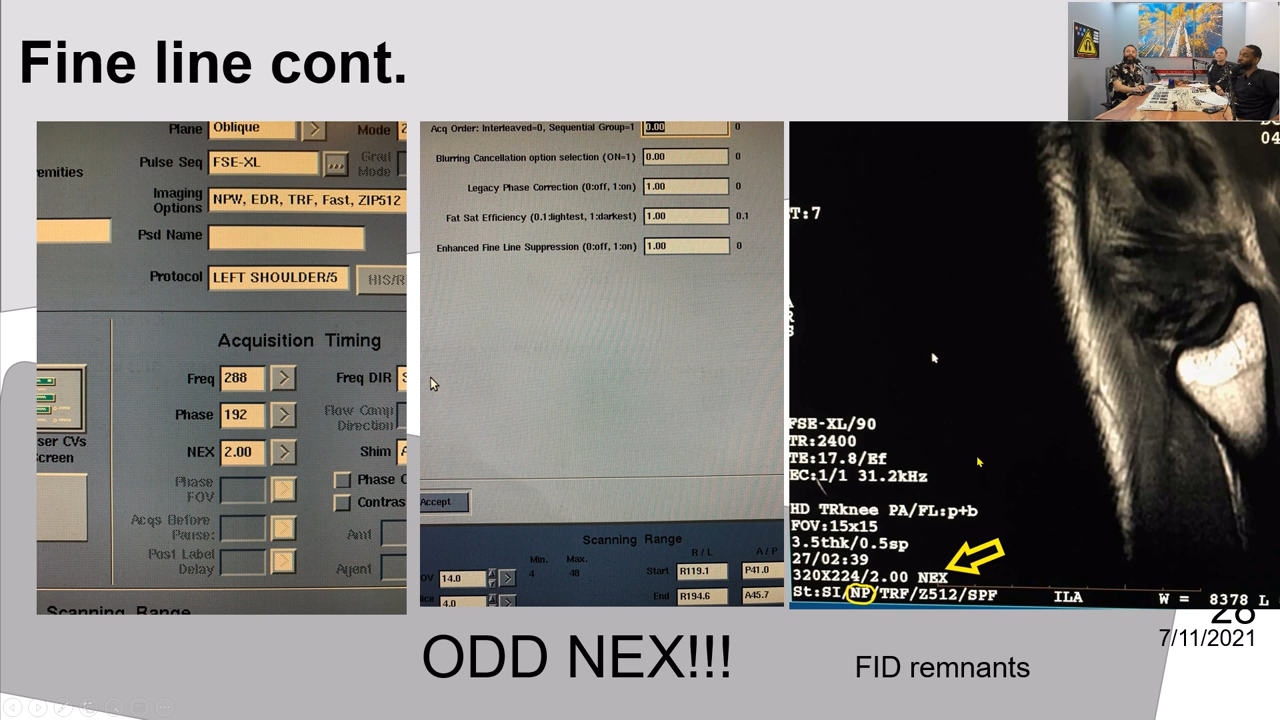 Fine line cont.
Plane Oblique Mode 2
emities
Pulse Seq FSE-XL ... Grad Mode
Imaging Options NPW, EDR, TRF, Fast, ZIP512
Psd Name
Protocol LEFT SHOULDER/5 HIS/R
Acquisition Timing
Freq 288 Freq DIR S
Phase 192 Flow Comp Direction
ser CVs
creen
NEX 2.00 Shim A
Phase FOV Phase C
Contras
Acqs Before Pause: Amt
Post Label Delay Agent
Scanning Range
Acq Order: Interleaved=0, Sequential Group=1 0.00 0
Blurring Cancellation option selection (ON=1) 0.00 0
Legacy Phase Correction (0:off, 1:on) 1.00 0
Fat Sat Efficiency (0.1:lightest, 1:darkest) 1.00 0.1
Enhanced Fine Line Suppression (0:off, 1:on) 1.00 0
Accept
Scanning Range
Min. Max. R / L A / P
4 48 Start R119.1 P41.0
OV 14.0
End R194.6 A45.7
4.0
04
T:7
A
R
S
FSE-XL/90
TR:2400
TE:17.8/Ef
EC:1/1 31.2kHz
HD TRknee PA/FL:p+b
FOV:15x15
3.5thk/0.5sp
27/02:39
320X224/2.00 NEX
St:SI/NP/TRF/Z512/SPF ILA W = 8378 L
ODD NEX!!!
FID remnants
28
7/11/2021